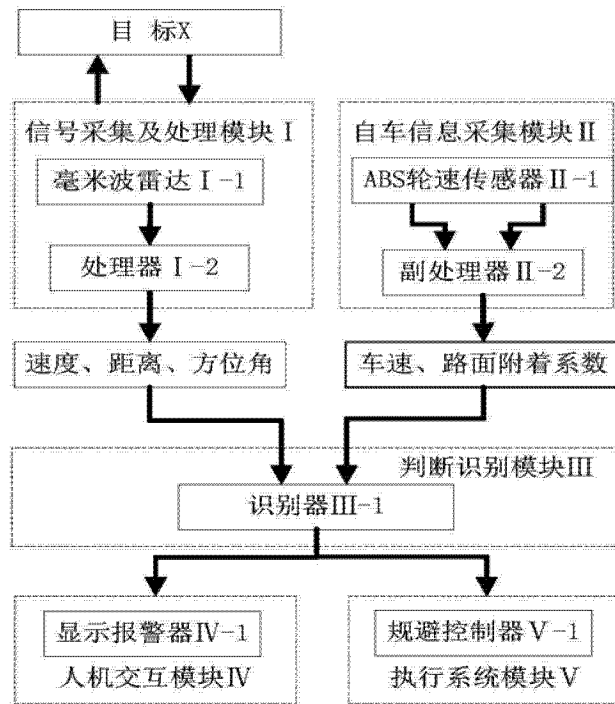 目 标X
信号采集及处理模块Ⅰ
毫米波雷达Ⅰ-1
处理器Ⅰ-2
自车信息采集模块Ⅱ
ABS轮速传感器Ⅱ-1
副处理器Ⅱ-2
速度、距离、方位角
车速、路面附着系数
判断识别模块Ⅲ
识别器Ⅲ-1
显示报警器Ⅳ-1
人机交互模块Ⅳ
规避控制器Ⅴ-1
执行系统模块Ⅴ